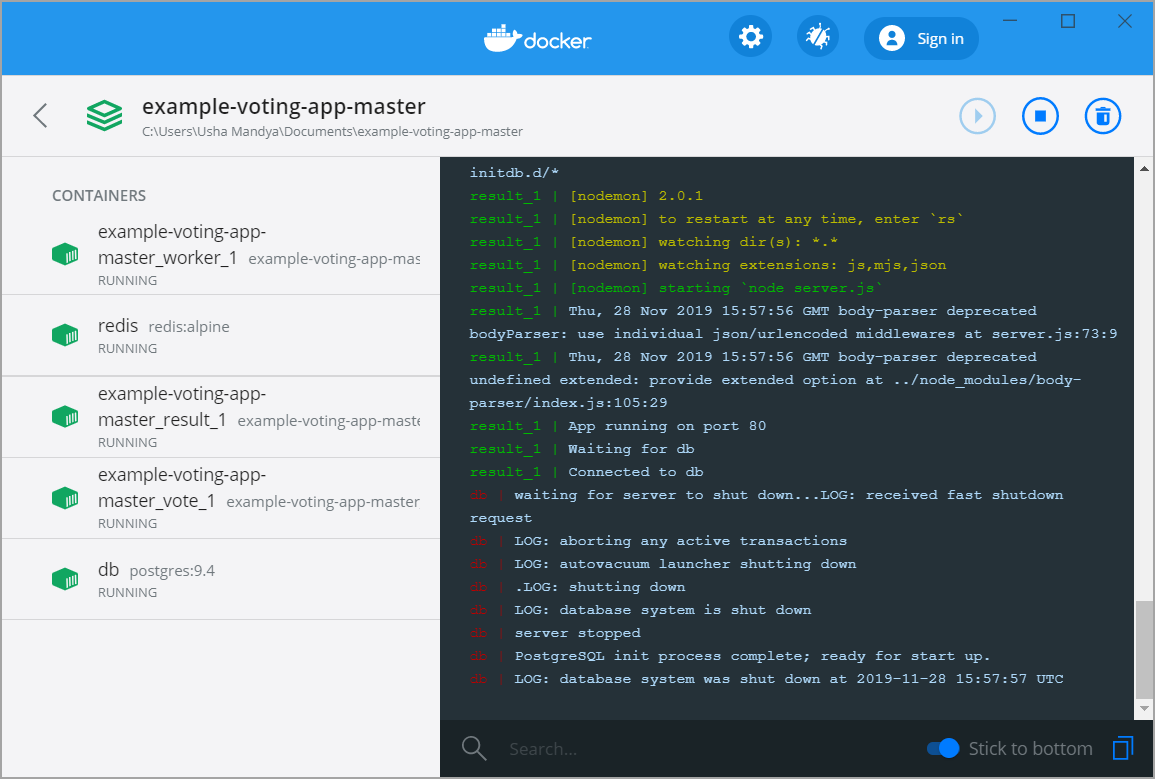 docker
Sign in
example-voting-app-master
C:\Users\Usha Mandya\Documents\example-voting-app-master
CONTAINERS
example-voting-app-
master_worker_1 example-voting-app-mas
RUNNING
redis redis:alpine
RUNNING
example-voting-app-
master_result_1 example-voting-app-maste
RUNNING
example-voting-app-
master_vote_1 example-voting-app-master
RUNNING
db postgres:9.4
RUNNING
initdb.d/*
result_1 | [nodemon] 2.0.1
result_1 | [nodemon] to restart at any time, enter `rs`
result_1 | [nodemon] watching dir(s): *.*
result_1 | [nodemon] watching extensions: js,mjs,json
result_1 | [nodemon] starting `node server.js`
result_1 | Thu, 28 Nov 2019 15:57:56 GMT body-parser deprecated
bodyParser: use individual json/urlencoded middlewares at server.js:73:9
result_1 | Thu, 28 Nov 2019 15:57:56 GMT body-parser deprecated
undefined extended: provide extended option at ../node_modules/body-
parser/index.js:105:29
result_1 | App running on port 80
result_1 | Waiting for db
result_1 | Connected to db
db | waiting for server to shut down...LOG: received fast shutdown
request
db | LOG: aborting any active transactions
db | LOG: autovacuum launcher shutting down
db | .LOG: shutting down
db | LOG: database system is shut down
db | server stopped
db | PostgreSQL init process complete; ready for start up.
db | LOG: database system was shut down at 2019-11-28 15:57:57 UTC
Search...
Stick to bottom